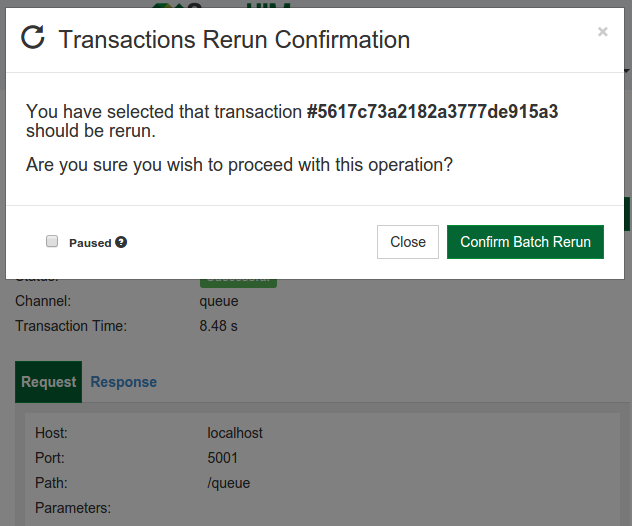 Transactions Rerun Confirmation
×
You have selected that transaction #5617c73a2182a3777de915a3
should be rerun.
Are you sure you wish to proceed with this operation?
Paused ?
Close
Confirm Batch Rerun
Channel: queue
Transaction Time: 8.48 s
Request Response
Host: localhost
Port: 5001
Path: /queue
Parameters: